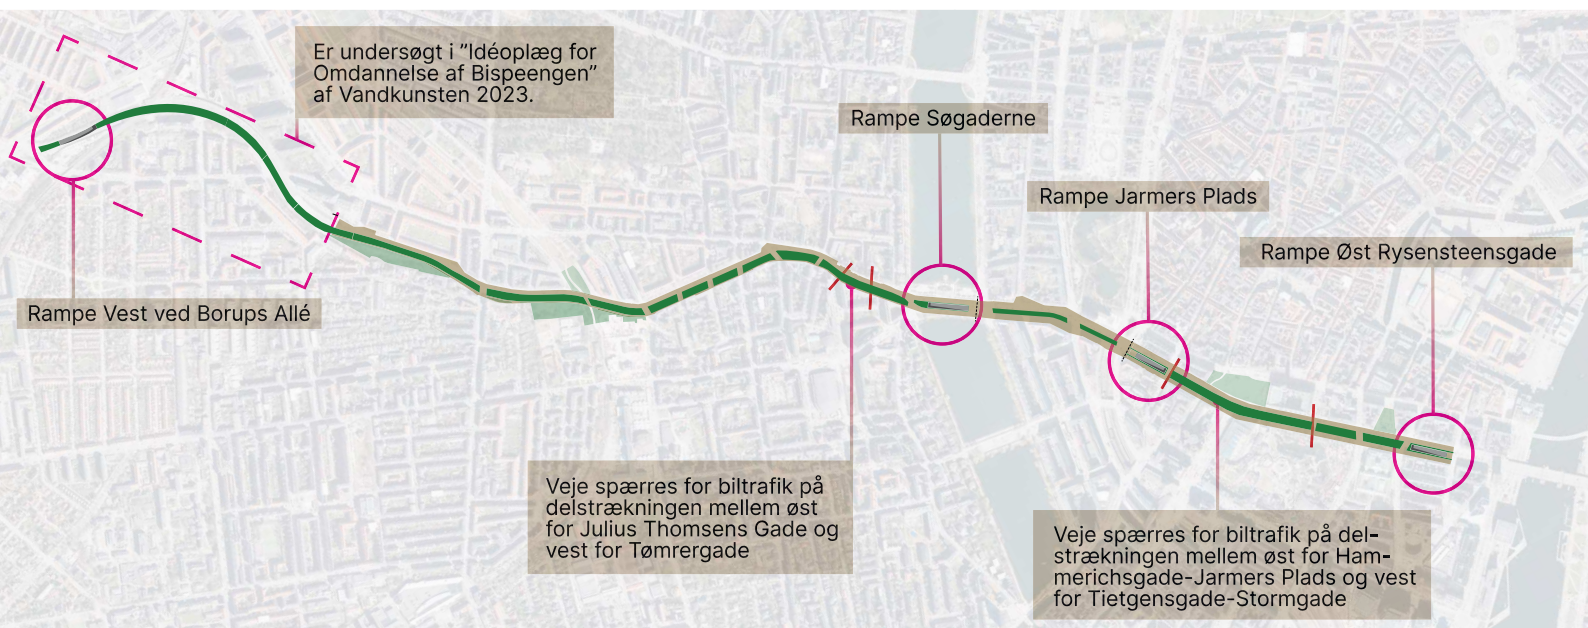 Er undersøgt i ”Idéoplæg for
Omdannelse af Bispeengen”
af Vandkunsten 2023.
Rampe Søgaderne
Rampe Jarmers Plads
Rampe Øst Rysensteensgade
Rampe Vest ved Borups Allé
Veje spærres for biltrafik på
delstrækningen mellem øst
for Julius Thomsens Gade og
vest for Tømrergade
Veje spærres for biltrafik på del-
strækningen mellem øst for Ham-
merichsgade-Jarmers Plads og vest
for Tietgensgade-Stormgade